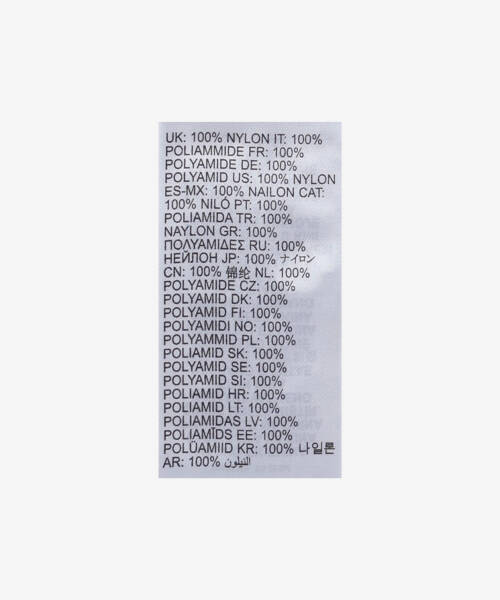 UK: 100% NYLON IT: 100%
POLIAMMIDE FR: 100%
POLYAMIDE DE: 100%
POLYAMID US: 100% NYLON
ES-MX: 100% NAILON CAT:
100% NILÓ PT: 100%
POLIAMIDA TR: 100%
NAYLON GR: 100%
ΠΟΛΥΑΜΙΔΕΣ RU: 100%
НЕЙЛОН JP: 100% ナイロン
CN: 100% 锦纶 NL: 100%
POLYAMIDE CZ: 100%
POLYAMID DK: 100%
POLYAMID FI: 100%
POLYAMIDI NO: 100%
POLYAMMID PL: 100%
POLIAMID SK: 100%
POLYAMID SE: 100%
POLYAMID SI: 100%
POLIAMID HR: 100%
POLIAMID LT: 100%
POLIAMIDAS LV: 100%
POLIAMĪDS EE: 100%
POLÜAMIID KR: 100% 나일론
AR: 100% النيلون